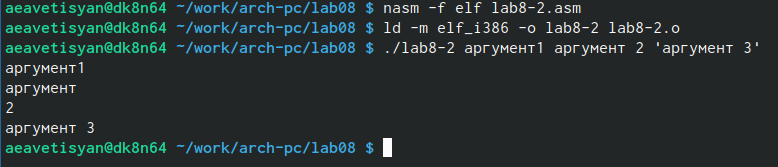 aeavetisyan@dk8n64 ~/work/arch-pc/lab08 $ nasm -f elf lab8-2.asm
aeavetisyan@dk8n64 ~/work/arch-pc/lab08 $ ld -m elf_i386 -o lab8-2 lab8-2.o
aeavetisyan@dk8n64 ~/work/arch-pc/lab08 $ ./lab8-2 аргумент1 аргумент 2 'аргумент 3'
аргумент1
аргумент
2
аргумент 3
aeavetisyan@dk8n64 ~/work/arch-pc/lab08 $